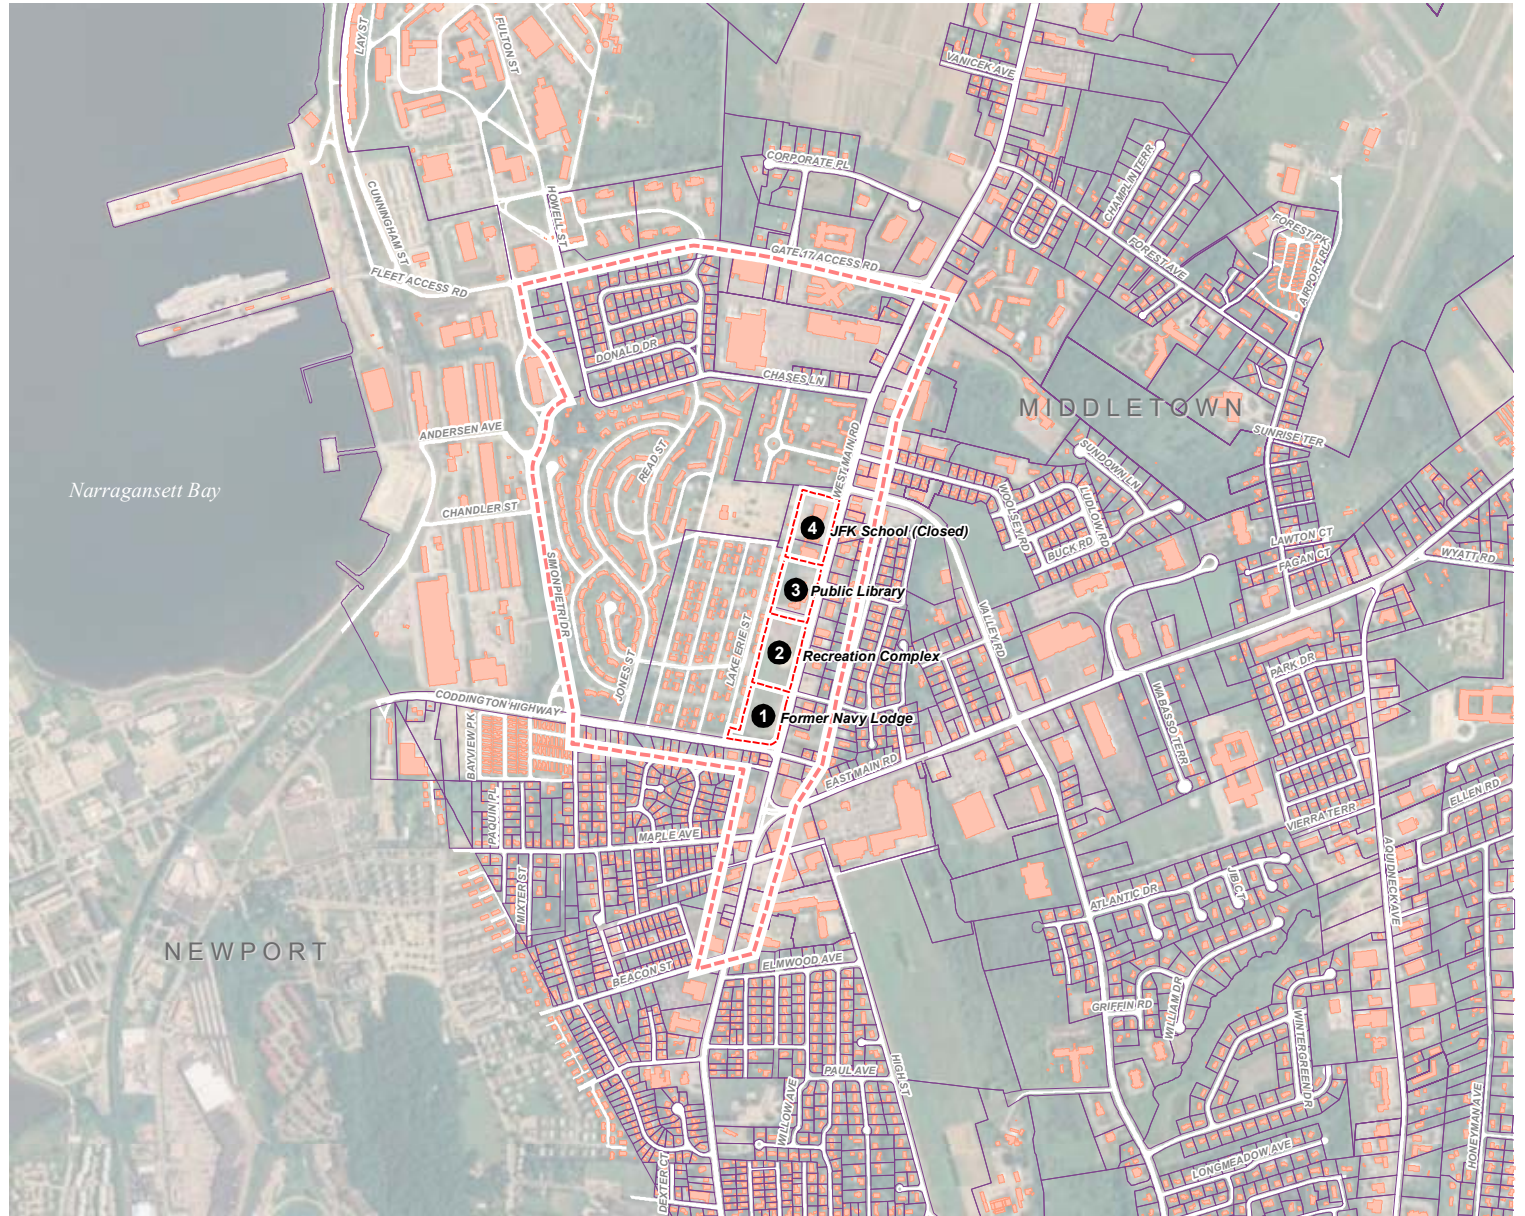 LAY ST
FULTON ST
VANICEK AVE
CORPORATE PL
CHAMPLIN TERR
CUNNINGHAM ST
HOWELL ST
FOREST PL
FOREST AVE
AIRPORT RD
GATE 17 ACCESS RD
FLEET ACCESS RD
DONALD DR
CHASES LN
MIDDLETOWN
ANDERSEN AVE
READ ST
WEST MAIN RD
SUNRISE TER
SUNDOWN LN
Narragansett Bay
CHANDLER ST
WOOLSEY RD
LUDLOW RD
BUCK RD
4 JFK School (Closed)
LAWTON CT
FAGAN CT
WYATT RD
SIMONPIETRI DR
3 Public Library
VALLEY RD
LAKE ERIE ST
2 Recreation Complex
JONES ST
PARK DR
WABASSO TERR
CODDINGTON HIGHWAY
1 Former Navy Lodge
BAYVIEW PK
EAST MAIN RD
PAQUIN PL
ELLEN RD
VIERRA TERR
MAPLE AVE
AQUIDNECK AVE
MIXTER ST
JIB CT
ATLANTIC DR
NEWPORT
ELMWOOD AVE
BEACON ST
GRIFFIN RD
WILLIAM DR
WINTERGREEN DR
HIGH ST
PAUL AVE
WILLOW AVE
HONEYMAN AVE
LONGMEADOW AVE
DEXTER CT